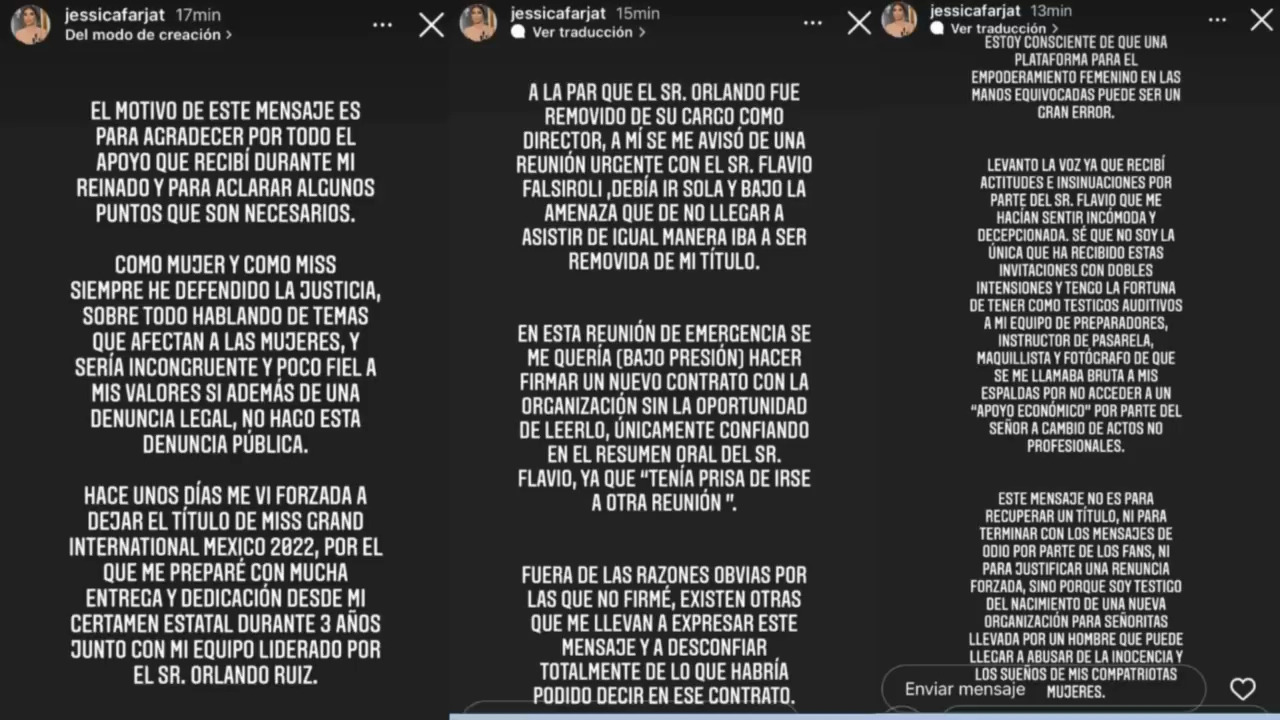 jessicafarjat 17min
Del modo de creación >
EL MOTIVO DE ESTE MENSAJE ES
PARA AGRADECER POR TODO EL
APOYO QUE RECIBÍ DURANTE MI
REINADO Y PARA ACLARAR ALGUNOS
PUNTOS QUE SON NECESARIOS.
COMO MUJER Y COMO MISS
SIEMPRE HE DEFENDIDO LA JUSTICIA,
SOBRE TODO HABLANDO DE TEMAS
QUE AFECTAN A LAS MUJERES, Y
SERÍA INCONGRUENTE Y POCO FIEL A
MIS VALORES SI ADEMÁS DE UNA
DENUNCIA LEGAL, NO HAGO ESTA
DENUNCIA PÚBLICA.
HACE UNOS DÍAS ME VI FORZADA A
DEJAR EL TÍTULO DE MISS GRAND
INTERNATIONAL MEXICO 2022, POR EL
QUE ME PREPARÉ CON MUCHA
ENTREGA Y DEDICACIÓN DESDE MI
CERTAMEN ESTATAL DURANTE 3 AÑOS
JUNTO CON MI EQUIPO LIDERADO POR
EL SR. ORLANDO RUIZ.
jessicafarjat 15min
Ver traducción >
A LA PAR QUE EL SR. ORLANDO FUE
REMOVIDO DE SU CARGO COMO
DIRECTOR, A MÍ SE ME AVISÓ DE UNA
REUNIÓN URGENTE CON EL SR. FLAVIO
FALSIROLI ,DEBÍA IR SOLA Y BAJO LA
AMENAZA QUE DE NO LLEGAR A
ASISTIR DE IGUAL MANERA IBA A SER
REMOVIDA DE MI TÍTULO.
EN ESTA REUNIÓN DE EMERGENCIA SE
ME QUERÍA (BAJO PRESIÓN) HACER
FIRMAR UN NUEVO CONTRATO CON LA
ORGANIZACIÓN SIN LA OPORTUNIDAD
DE LEERLO, ÚNICAMENTE CONFIANDO
EN EL RESUMEN ORAL DEL SR.
FLAVIO, YA QUE “TENÍA PRISA DE IRSE
A OTRA REUNIÓN ”.
FUERA DE LAS RAZONES OBVIAS POR
LAS QUE NO FIRMÉ, EXISTEN OTRAS
QUE ME LLEVAN A EXPRESAR ESTE
MENSAJE Y A DESCONFIAR
TOTALMENTE DE LO QUE HABRÍA
PODIDO DECIR EN ESE CONTRATO.
jessicafarjat 13min
Ver traducción >
ESTOY CONSCIENTE DE QUE UNA
PLATAFORMA PARA EL
EMPODERAMIENTO FEMENINO EN LAS
MANOS EQUIVOCADAS PUEDE SER UN
GRAN ERROR.
LEVANTO LA VOZ YA QUE RECIBÍ
ACTITUDES E INSINUACIONES POR
PARTE DEL SR. FLAVIO QUE ME
HACÍAN SENTIR INCÓMODA Y
DECEPCIONADA. SÉ QUE NO SOY LA
ÚNICA QUE HA RECIBIDO ESTAS
INVITACIONES CON DOBLES
INTENSIONES Y TENGO LA FORTUNA
DE TENER COMO TESTIGOS AUDITIVOS
A MI EQUIPO DE PREPARADORES,
INSTRUCTOR DE PASARELA,
MAQUILLISTA Y FOTÓGRAFO DE QUE
SE ME LLAMABA BRUTA A MIS
ESPALDAS POR NO ACCEDER A UN
“APOYO ECONÓMICO” POR PARTE DEL
SEÑOR A CAMBIO DE ACTOS NO
PROFESIONALES.
ESTE MENSAJE NO ES PARA
RECUPERAR UN TÍTULO, NI PARA
TERMINAR CON LOS MENSAJES DE
ODIO POR PARTE DE LOS FANS, NI
PARA JUSTIFICAR UNA RENUNCIA
FORZADA, SINO PORQUE SOY TESTIGO
DEL NACIMIENTO DE UNA NUEVA
ORGANIZACIÓN PARA SEÑORITAS
LLEVADA POR UN HOMBRE QUE PUEDE
LLEGAR A ABUSAR DE LA INOCENCIA Y
LOS SUEÑOS DE MIS COMPATRIOTAS
MUJERES.
Enviar mensaje